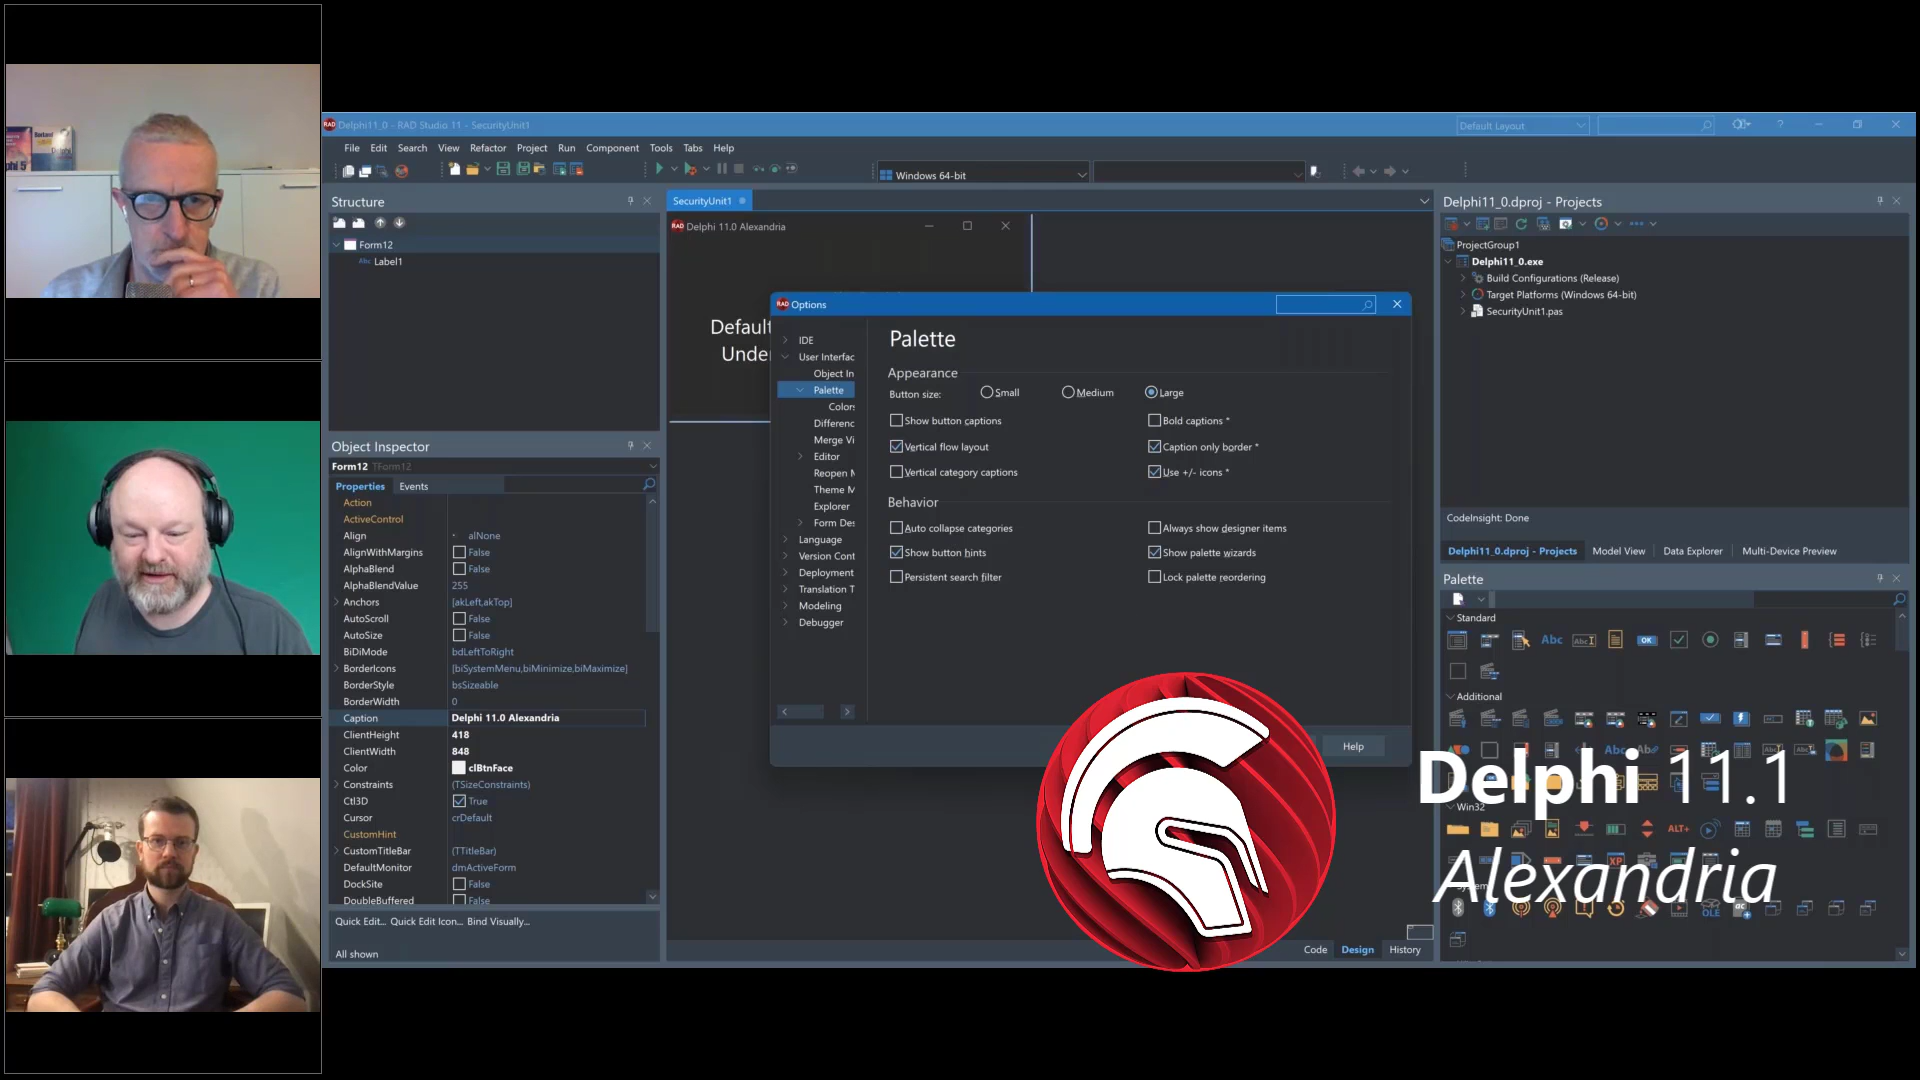 Delphi11_0 - RAD Studio 11 - SecurityUnit1
Default Layout
File Edit Search View Refactor Project Run Component Tools Tabs Help
Windows 64-bit
Structure
Form12
Label1
Object Inspector
Form12 TForm12
Properties Events
Action
ActiveControl
Align alNone
AlignWithMargins False
AlphaBlend False
AlphaBlendValue 255
Anchors [akLeft,akTop]
AutoScroll False
AutoSize False
BiDiMode bdLeftToRight
BorderIcons [biSystemMenu,biMinimize,biMaximize]
BorderStyle bsSizeable
BorderWidth 0
Caption Delphi 11.0 Alexandria
ClientHeight 418
ClientWidth 848
Color clBtnFace
Constraints (TSizeConstraints)
Ctl3D True
Cursor crDefault
CustomHint
CustomTitleBar (TTitleBar)
DefaultMonitor dmActiveForm
DockSite False
DoubleBuffered False
Quick Edit... Quick Edit Icon... Bind Visually...
All shown
SecurityUnit1
Delphi 11.0 Alexandria
Default
Unde
Options
IDE
User Interfac
Object In
Palette
Colors
Differenc
Merge Vi
Editor
Reopen M
Theme M
Explorer
Form Des
Language
Version Cont
Deployment
Translation T
Modeling
Debugger
Palette
Appearance
Button size: Small Medium Large
Show button captions Bold captions *
Vertical flow layout Caption only border *
Vertical category captions Use +/- icons *
Behavior
Auto collapse categories Always show designer items
Show button hints Show palette wizards
Persistent search filter Lock palette reordering
Help
Code Design History
Delphi11_0.dproj - Projects
ProjectGroup1
Delphi11_0.exe
Build Configurations (Release)
Target Platforms (Windows 64-bit)
SecurityUnit1.pas
CodeInsight: Done
Delphi11_0.dproj - Projects Model View Data Explorer Multi-Device Preview
Palette
Standard
Additional
Win32
Delphi 11.1
Alexandria